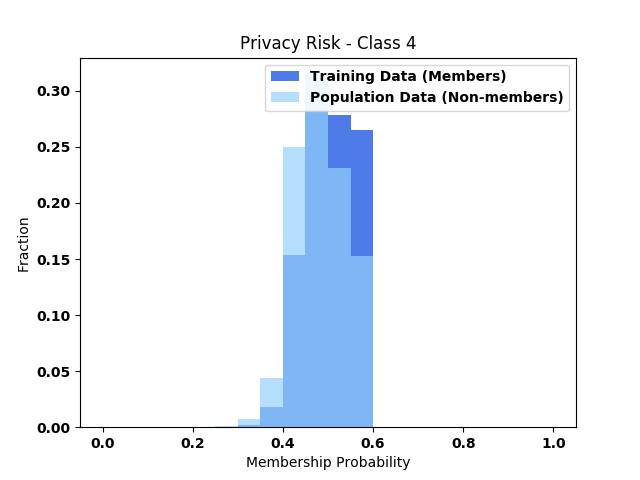 Privacy Risk - Class 4
Training Data (Members)
Population Data (Non-members)
0.30
0.25
0.20
0.15
0.10
0.05
0.00
Fraction
0.0 0.2 0.4 0.6 0.8 1.0
Membership Probability